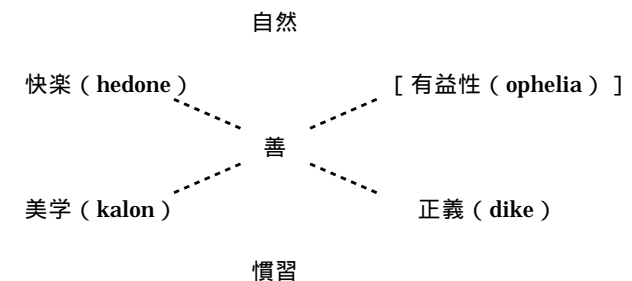 自然
快楽（hedone） ［有益性（ophelia）］
善
美学（kalon） 正義（dike）
慣習